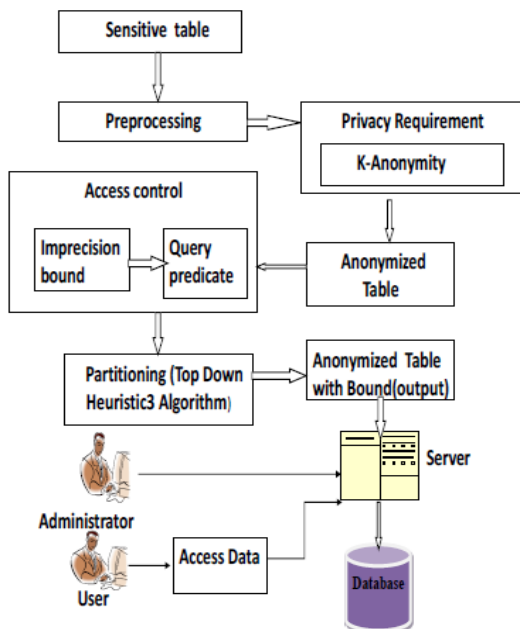 Sensitive table
Preprocessing
Privacy Requirement
K-Anonymity
Access control
Imprecision
bound
Query
predicate
Anonymized
Table
Partitioning (Top Down
Heuristic3 Algorithm)
Anonymized Table
with Bound(output)
Server
Administrator
Access Data
User
Database